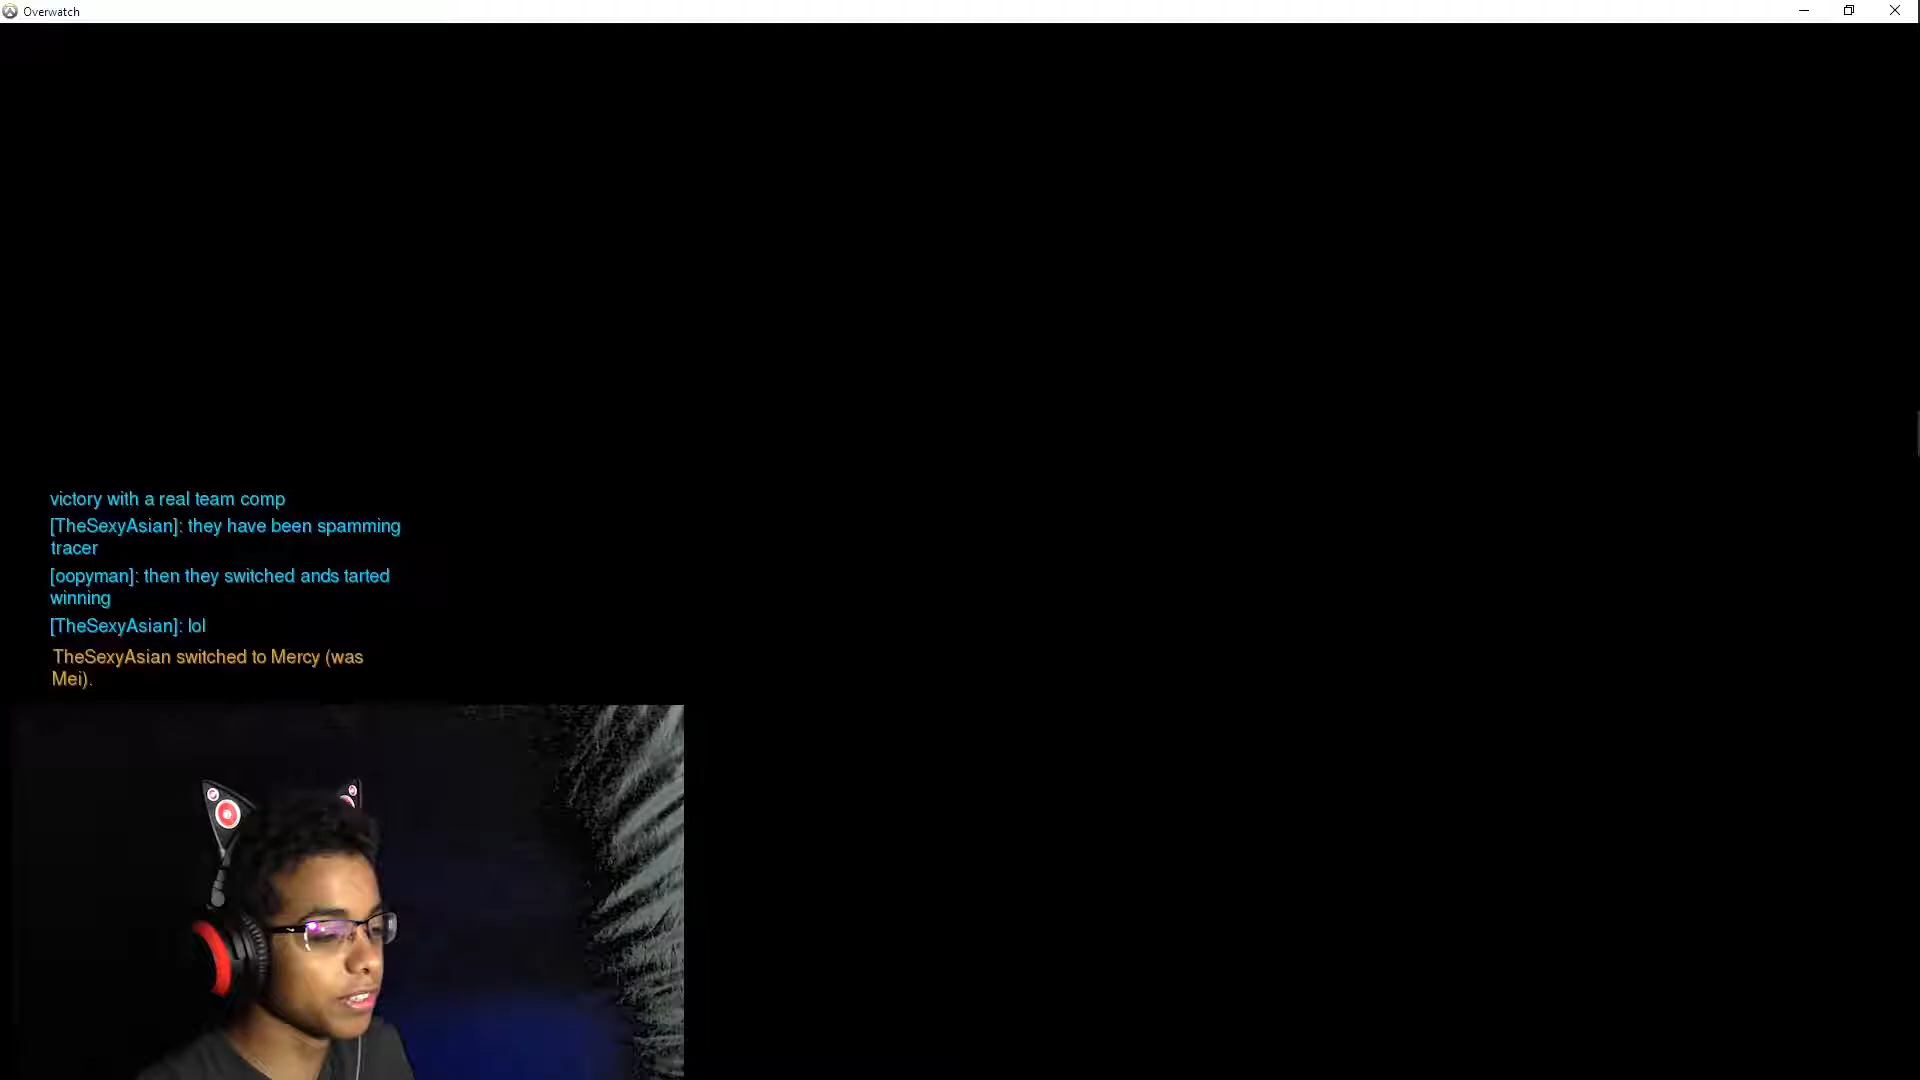 Overwatch
victory with a real team comp
[TheSexyAsian]: they have been spamming
tracer
[oopyman]: then they switched ands tarted
winning
[TheSexyAsian]: lol
TheSexyAsian switched to Mercy (was
Mei).